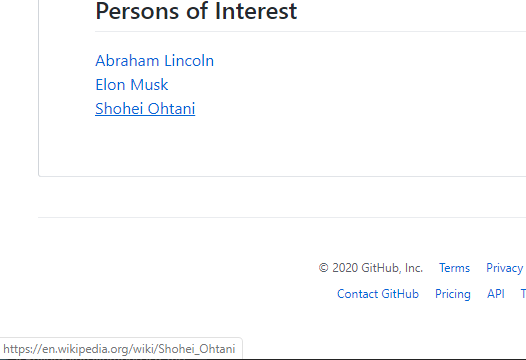 Persons of Interest
Abraham Lincoln
Elon Musk
Shohei Ohtani
© 2020 GitHub, Inc. Terms Privacy
Contact GitHub Pricing API T
https://en.wikipedia.org/wiki/Shohei_Ohtani